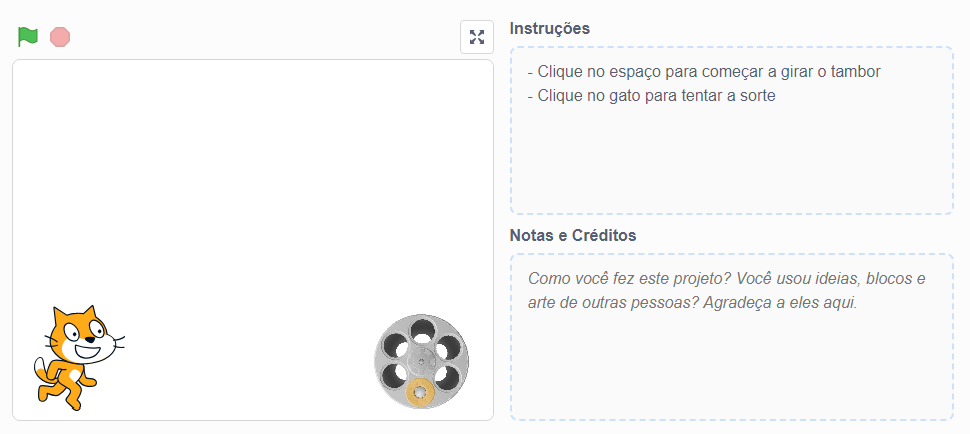 Instruções
- Clique no espaço para começar a girar o tambor
- Clique no gato para tentar a sorte
Notas e Créditos
Como você fez este projeto? Você usou ideias, blocos e
arte de outras pessoas? Agradeça a eles aqui.